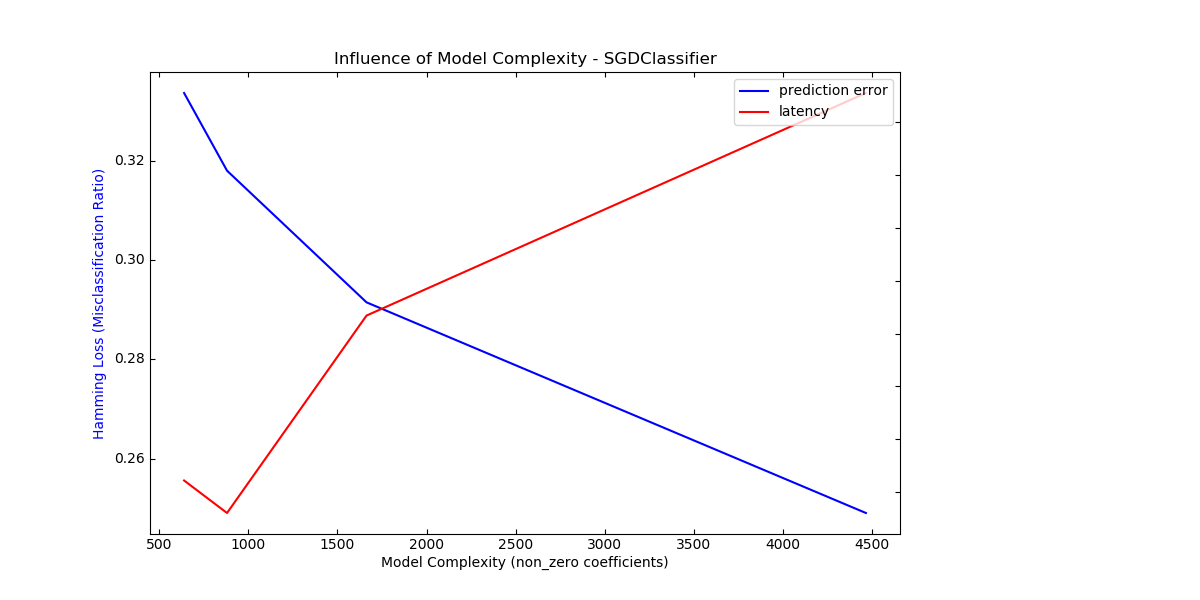 Influence of Model Complexity - SGDClassifier
prediction error
latency
Hamming Loss (Misclassification Ratio)
0.32
0.30
0.28
0.26
500 1000 1500 2000 2500 3000 3500 4000 4500
Model Complexity (non_zero coefficients)